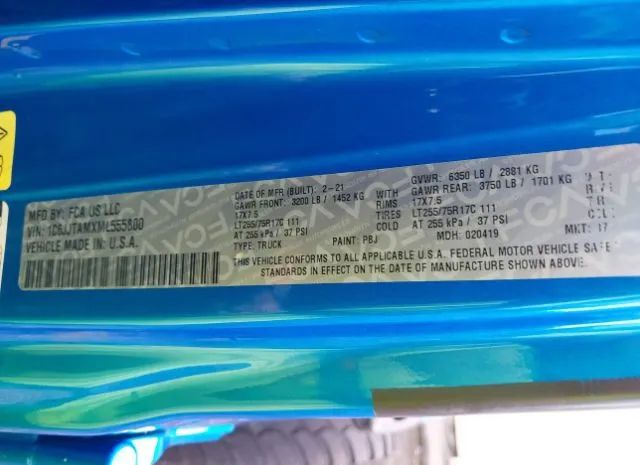 MFD BY: FCA US LLC
VIN: 1C6JJTAMXML555800
VEHICLE MADE IN U.S.A.
DATE OF MFR (BUILT): 2-21
GAWR FRONT: 3200 LB / 1452 KG
17X7.5
LT255/75R17C 111
AT 255 kPa / 37 PSI
TYPE: TRUCK
PAINT: PBJ
WITH
RIMS
TIRES
GVWR: 6350 LB / 2881 KG
GAWR REAR: 3750 LB / 1701 KG
17X7.5
LT255/75R17C 111
AT 255 kPa / 37 PSI
MDH: 020419
MKT:
THIS VEHICLE CONFORMS TO ALL APPLICABLE U.S.A. FEDERAL MOTOR VEHICLE SAFE
STANDARDS IN EFFECT ON THE DATE OF MANUFACTURE SHOWN ABOVE.